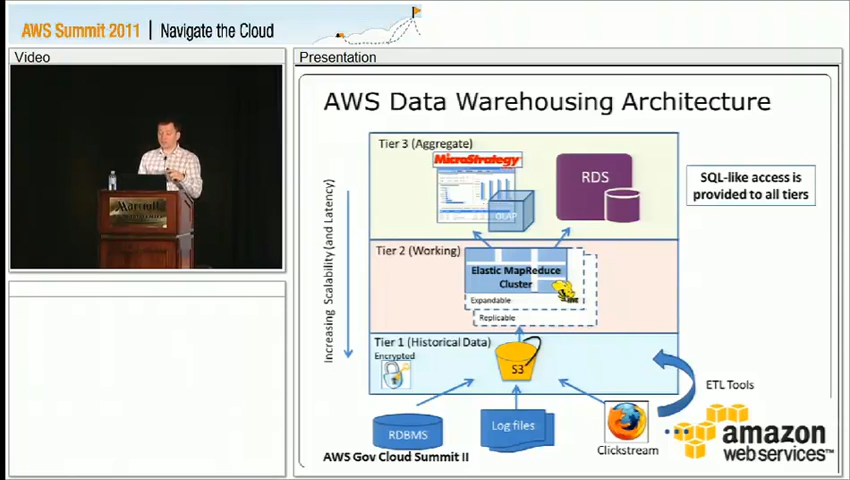 AWS Summit 2011 | Navigate the Cloud
Video
Presentation
Marriott
AWS Data Warehousing Architecture
Tier 3 (Aggregate)
MicroStrategy
OLAP
RDS
SQL-like access is
provided to all tiers
Increasing Scalability (and Latency)
Tier 2 (Working)
Elastic MapReduce
Cluster
Expandable
Replicable
Tier 1 (Historical Data)
Encrypted
S3
ETL Tools
RDBMS
Log files
Clickstream
AWS Gov Cloud Summit II
amazon
web services™